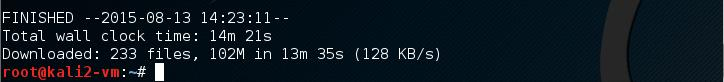 FINISHED --2015-08-13 14:23:11--
Total wall clock time: 14m 21s
Downloaded: 233 files, 102M in 13m 35s (128 KB/s)
root@kali2-vm:~#